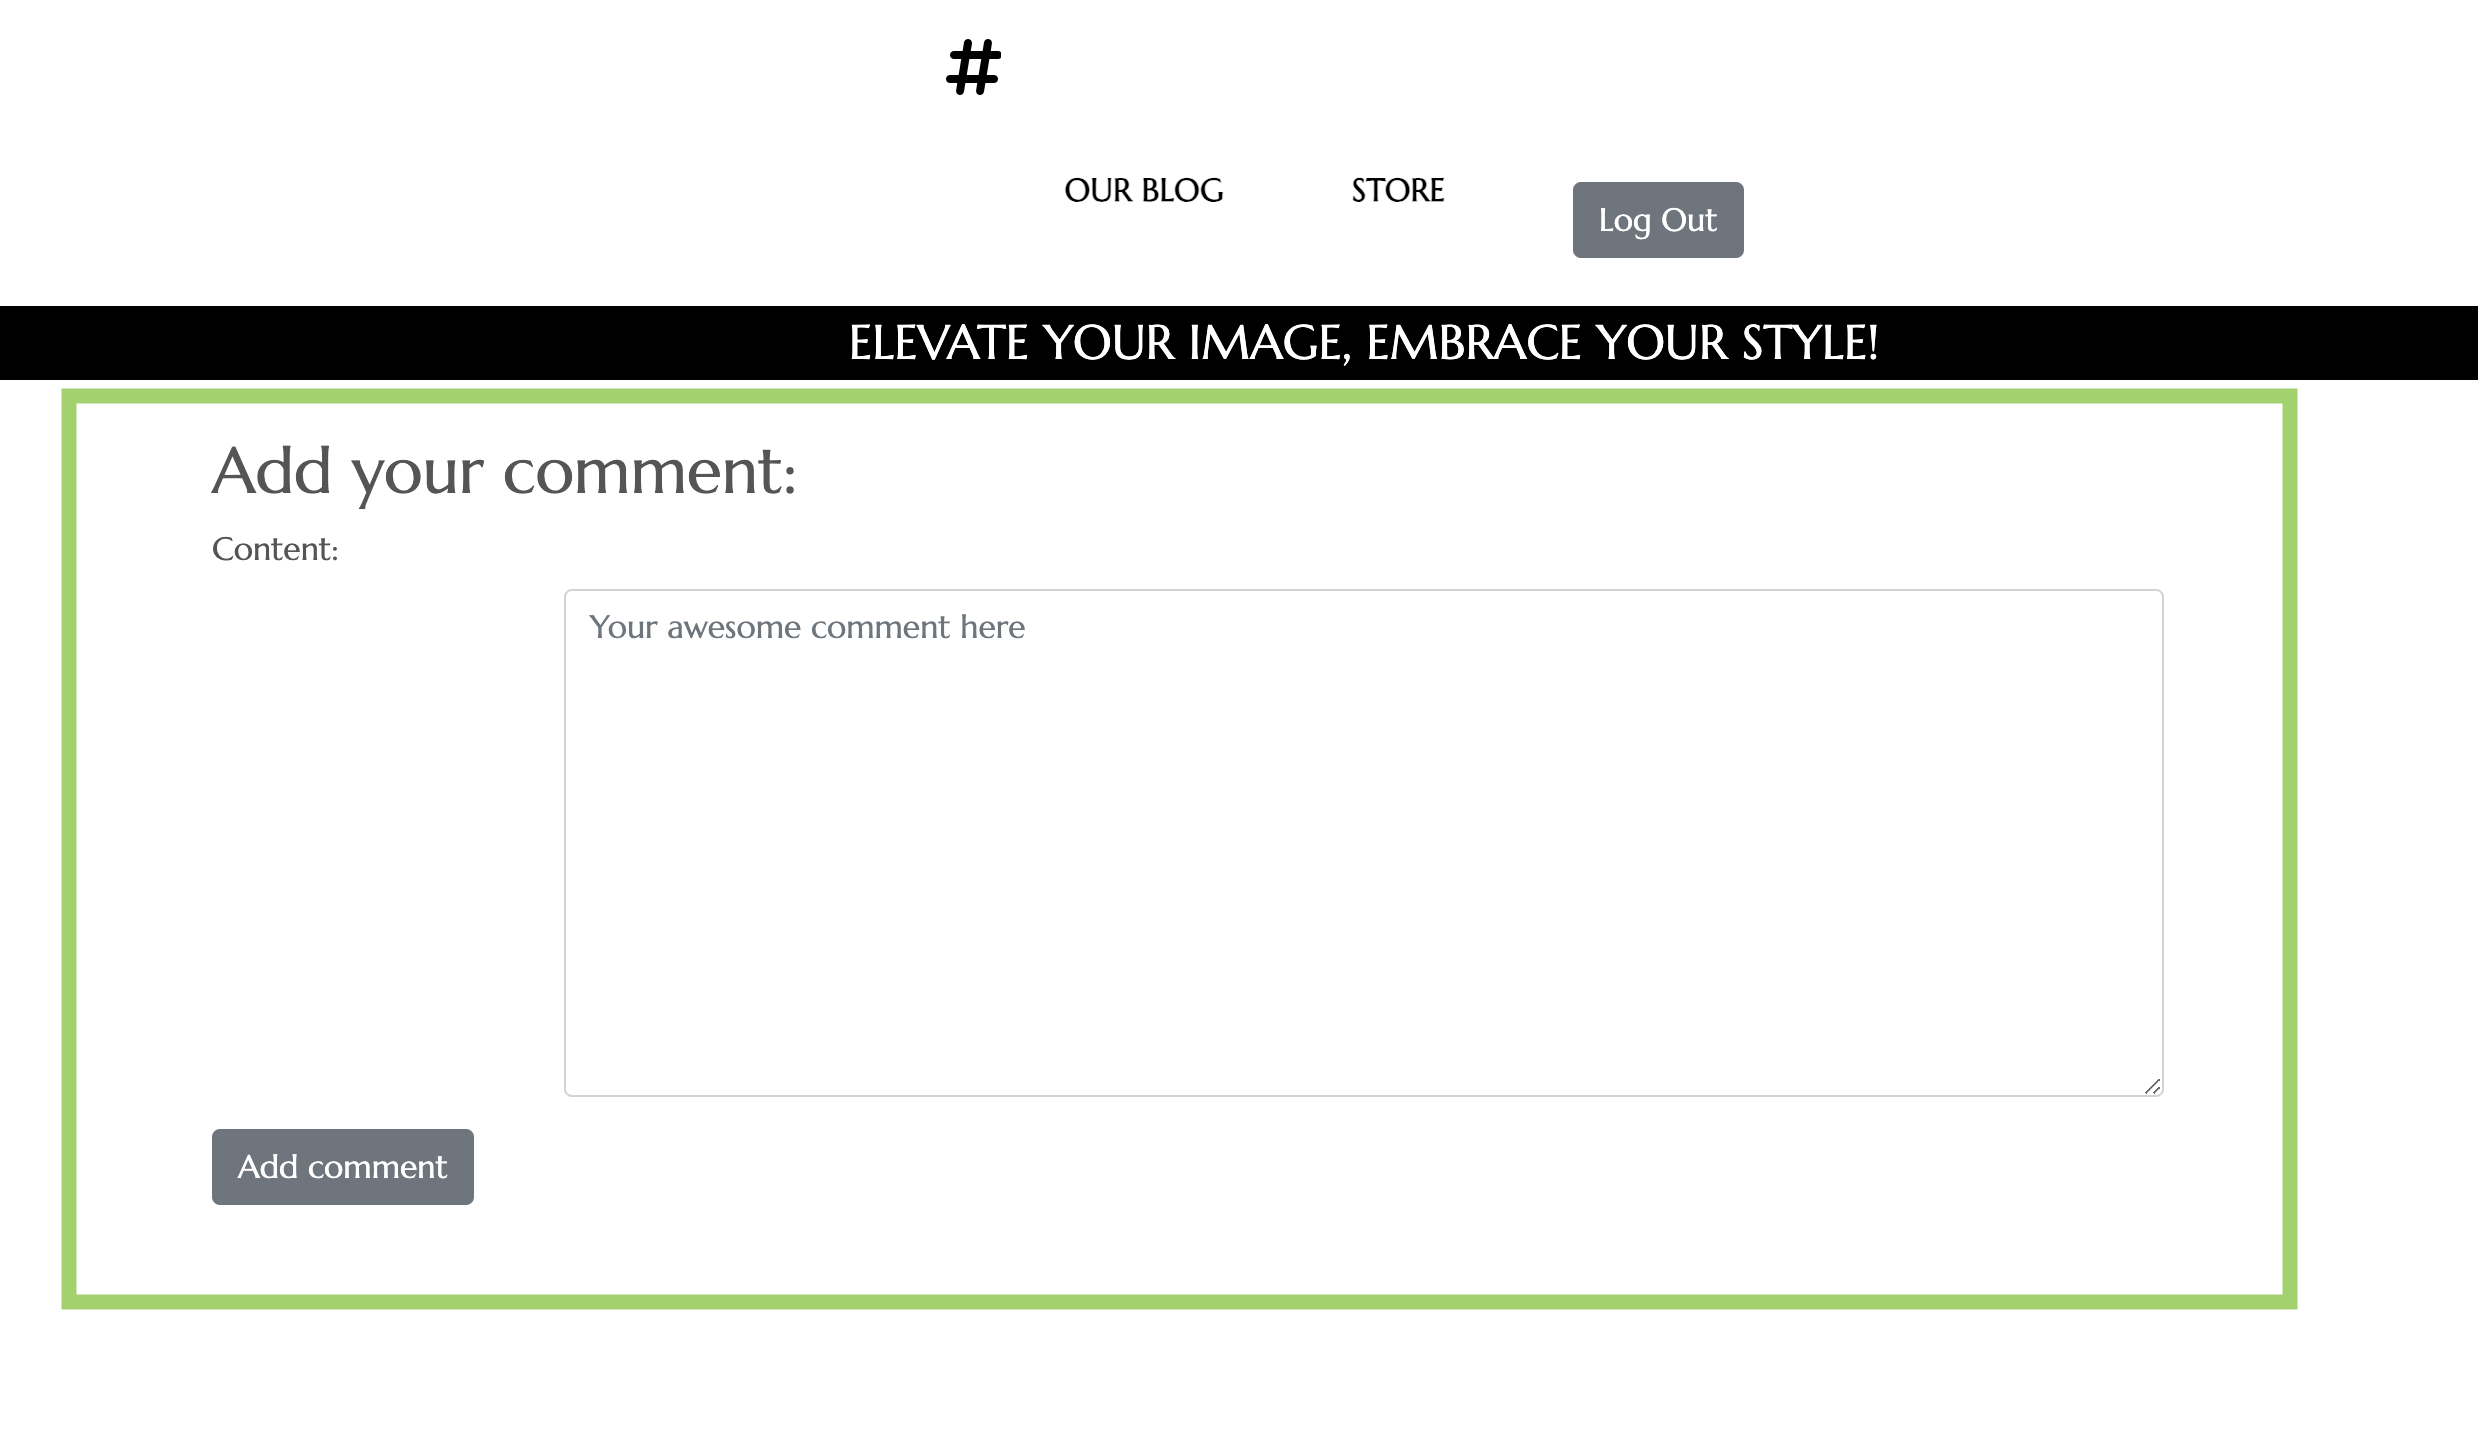 #
OUR BLOG STORE Log Out
ELEVATE YOUR IMAGE, EMBRACE YOUR STYLE!
Add your comment:
Content:
Your awesome comment here
Add comment